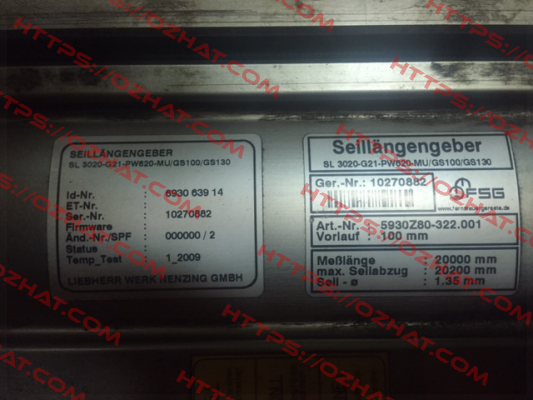 SEILLÄNGENGEBER
SL 3020-G21-PW620-MU/GS100/GS130
Id-Nr. : 6930 639 14
ET-Nr. :
Ser.-Nr. : 10270882
Firmware :
Änd.-Nr./SPF : 000000 / 2
Status :
Temp_Test : 1_2009
LIEBHERR WERK NENZING GMBH
Seillängengeber
SL 3020-G21-PW620-MU/GS100/GS130
Ger.-Nr.: 10270882
FSG
www.fernsteuergeraete.de
Art.-Nr. : 5930Z80-322.001
Vorlauf : 100 mm
Meßlänge : 20000 mm
max. Seilabzug : 20200 mm
Seil - ø : 1.35 mm
HTTPS://OZHAT.COM